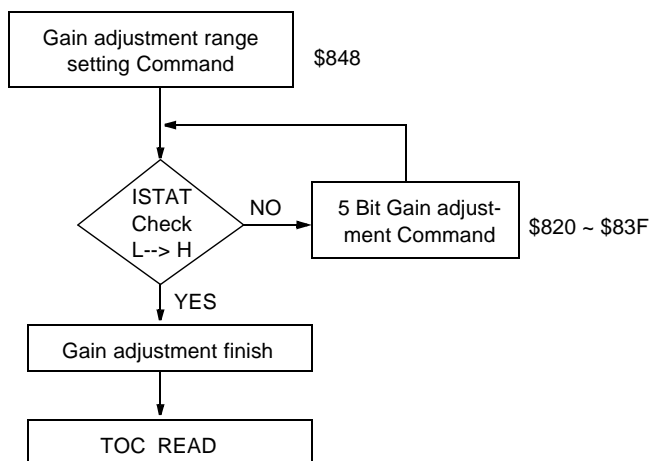 Gain adjustment range
setting Command
$848
ISTAT
Check
L--> H
NO
5 Bit Gain adjust-
ment Command
$820 ~ $83F
YES
Gain adjustment finish
TOC READ